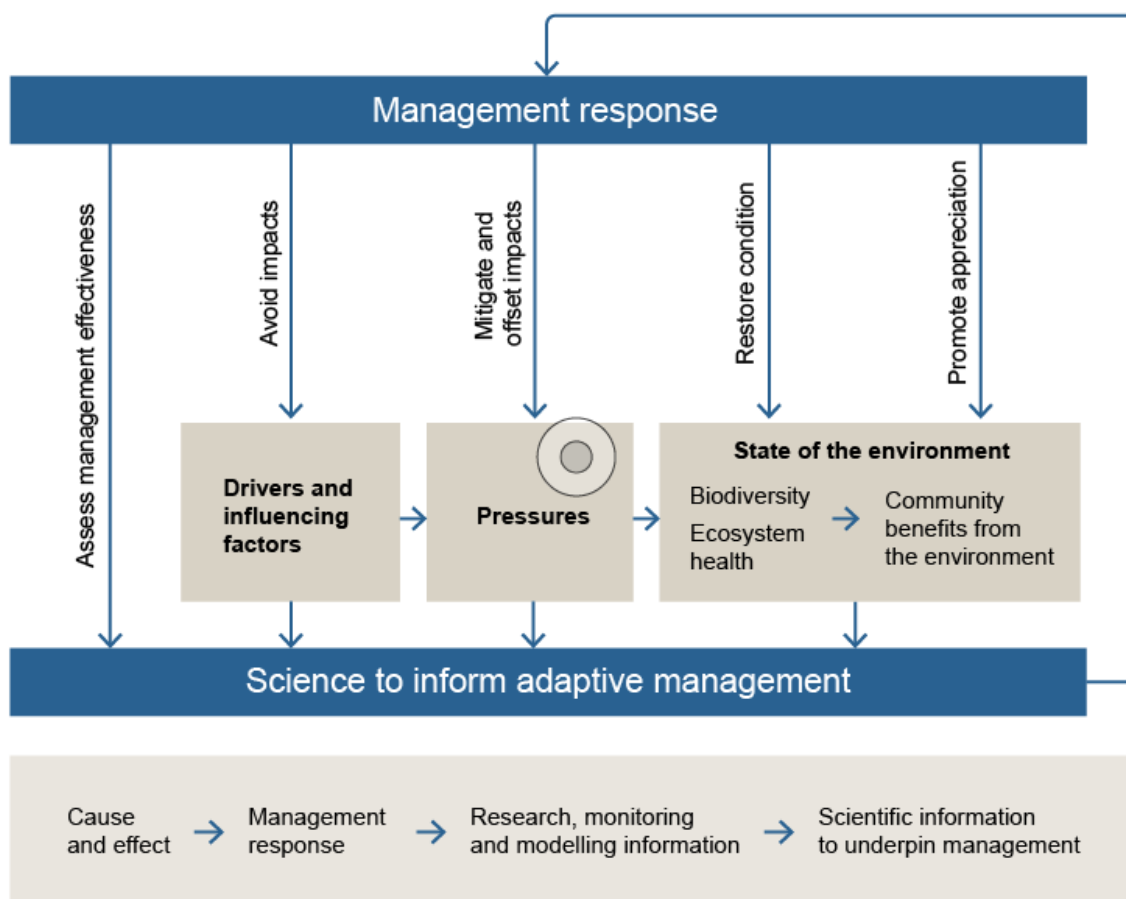 Management response
Assess management effectiveness
Avoid impacts
Mitigate and
offset impacts
Restore condition
Promote appreciation
Drivers and
influencing
factors
Pressures
State of the environment
Biodiversity
Ecosystem
health
Community
benefits from
the environment
Science to inform adaptive management
Cause
and effect
Management
response
Research, monitoring
and modelling information
Scientific information
to underpin management